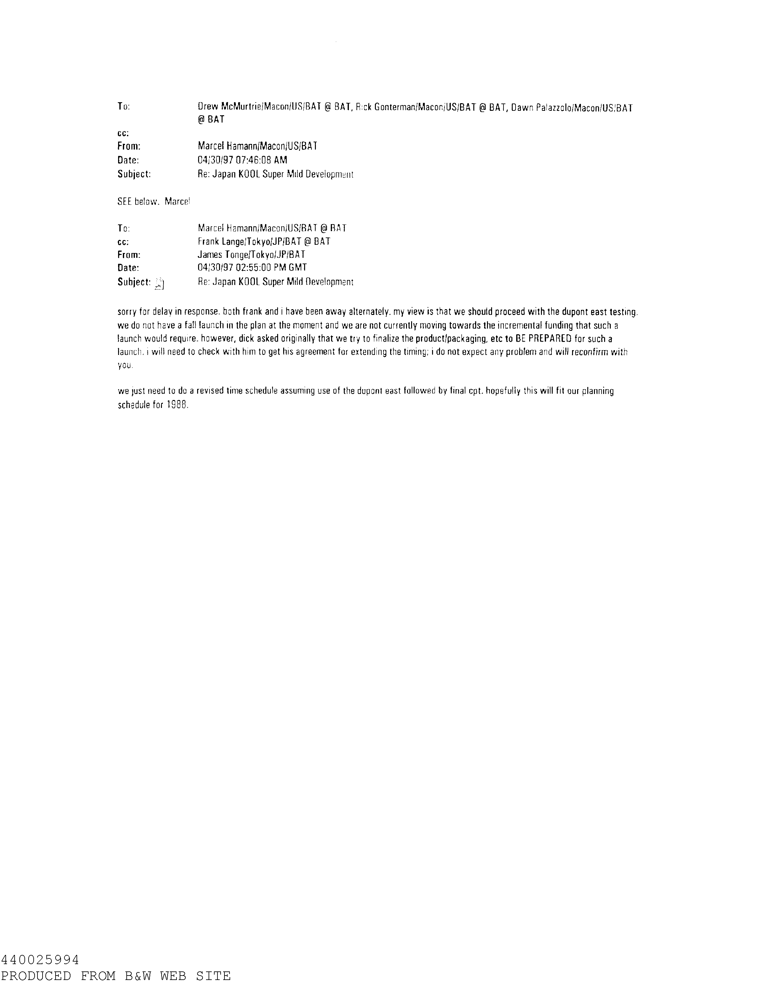 To: Drew McMurtrie/Macon/US/BAT @ BAT, Rick Gonterman/Macon/US/BAT @ BAT, Dawn Palazzolo/Macon/US/BAT
@ BAT
cc:
From: Marcel Hamann/Macon/US/BAT
Date: 04/30/97 07:46:08 AM
Subject: Re: Japan KOOL Super Mild Development
SEE below. Marcel
To: Marcel Hamann/Macon/US/BAT @ BAT
cc: Frank Lange/Tokyo/JP/BAT @ BAT
From: James Tonge/Tokyo/JP/BAT
Date: 04/30/97 02:55:00 PM GMT
Subject: Re: Japan KOOL Super Mild Development
sorry for delay in response. both frank and i have been away alternately. my view is that we should proceed with the dupont east testing.
we do not have a fall launch in the plan at the moment and we are not currently moving towards the incremental funding that such a
launch would require. however, dick asked originally that we try to finalize the product/packaging, etc to BE PREPARED for such a
launch. i will need to check with him to get his agreement for extending the timing; i do not expect any problem and will reconfirm with
you.
we just need to do a revised time schedule assuming use of the dupont east followed by final cpt. hopefully this will fit our planning
schedule for 1988.
440025994
PRODUCED FROM B&W WEB SITE